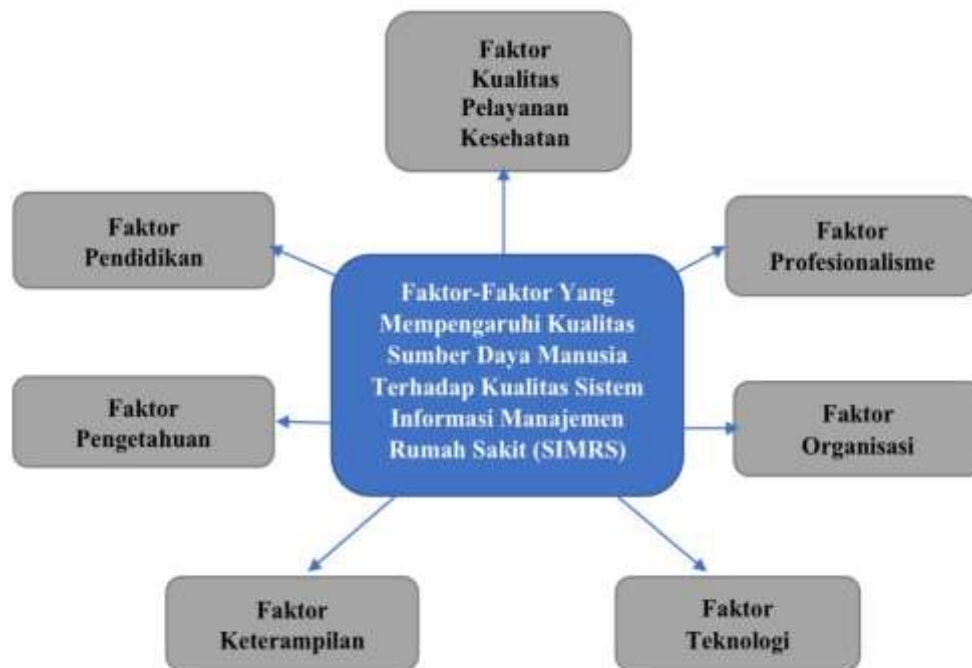 Faktor
Kualitas
Pelayanan
Kesehatan
Faktor
Pendidikan
Faktor
Profesionalisme
Faktor-Faktor Yang
Mempengaruhi Kualitas
Sumber Daya Manusia
Terhadap Kualitas Sistem
Informasi Manajemen
Rumah Sakit (SIMRS)
Faktor
Pengetahuan
Faktor
Organisasi
Faktor
Keterampilan
Faktor
Teknologi